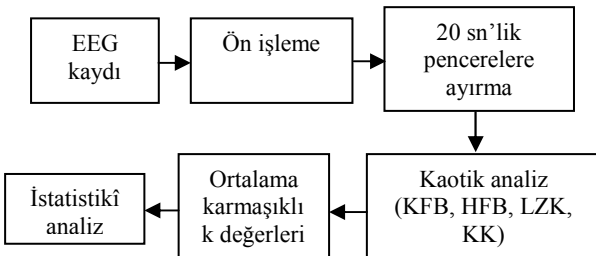 EEG
kaydı
Ön işleme
20 sn’lik
pencerelere
ayırma
Kaotik analiz
(KFB, HFB, LZK,
KK)
Ortalama
karmaşıklı
k değerleri
İstatistikî
analiz